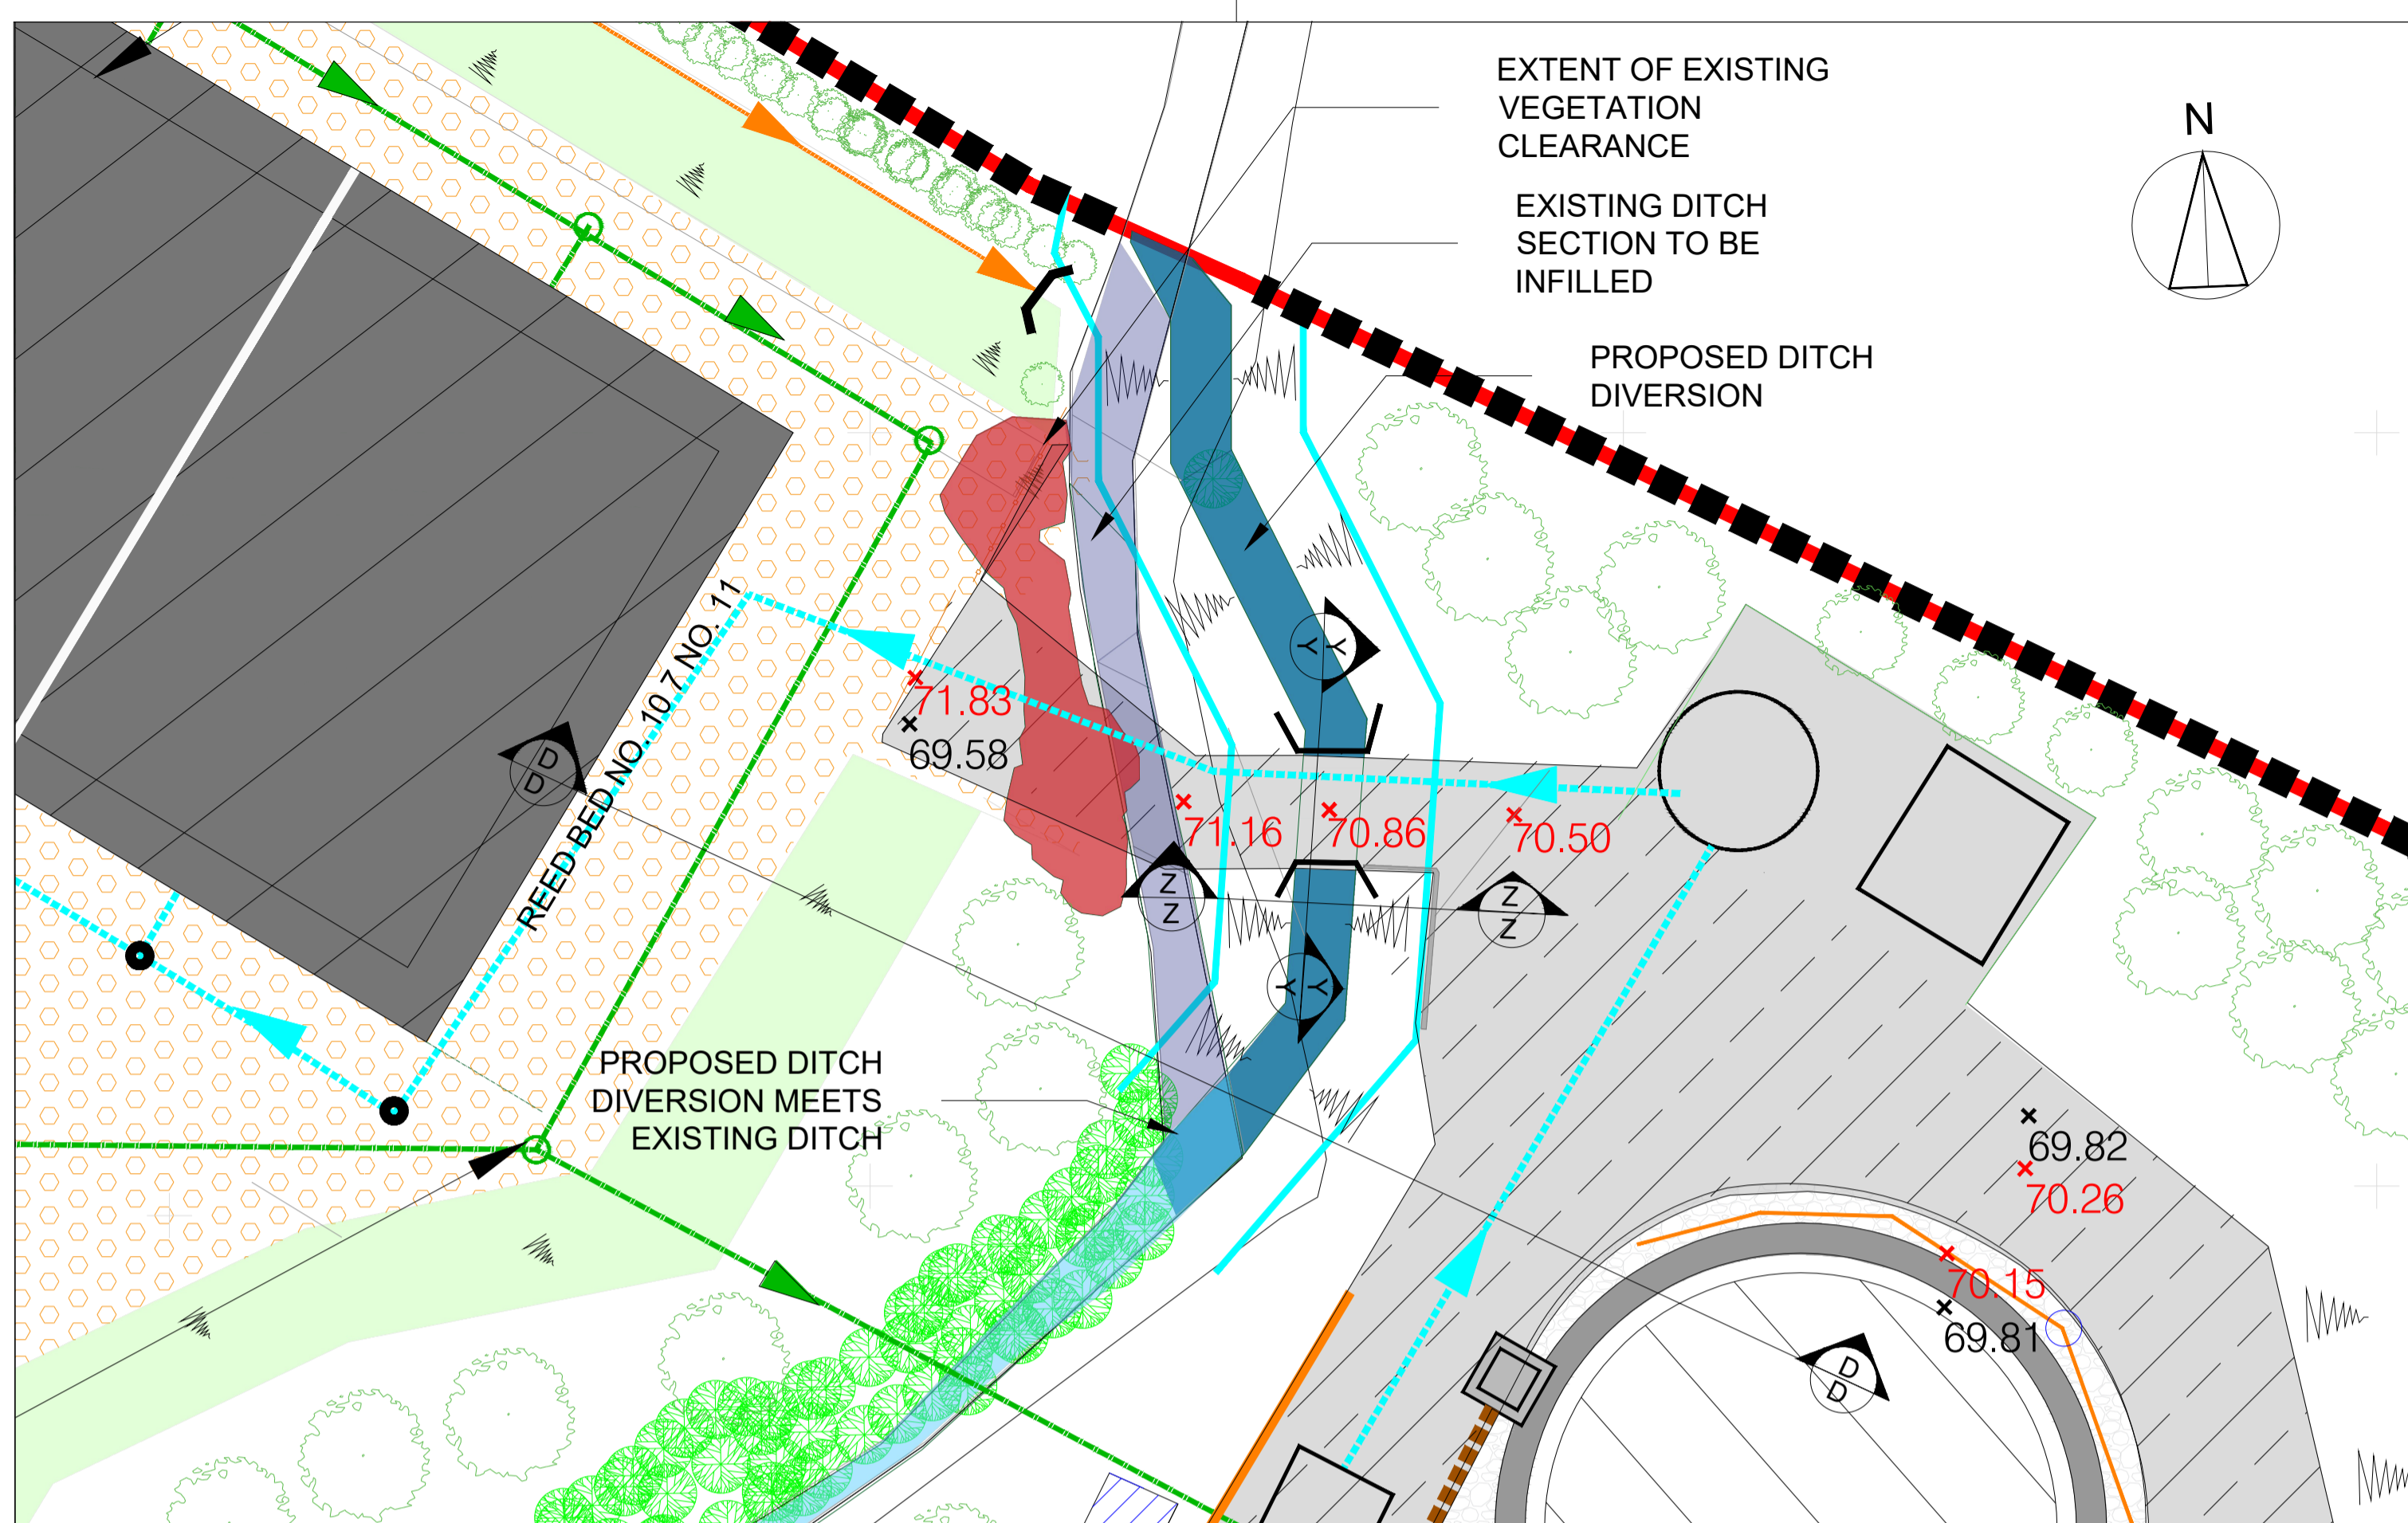 EXTENT OF EXISTING
VEGETATION
CLEARANCE
N
EXISTING DITCH
SECTION TO BE
INFILLED
PROPOSED DITCH
DIVERSION
REED BED NO. 10 7 NO. 11
Y
Y
71.83
69.58
D
D
71.16
70.86
70.50
Z
Z
Z
Z
Y
Y
PROPOSED DITCH
DIVERSION MEETS
EXISTING DITCH
69.82
70.26
70.15
69.81
D
D